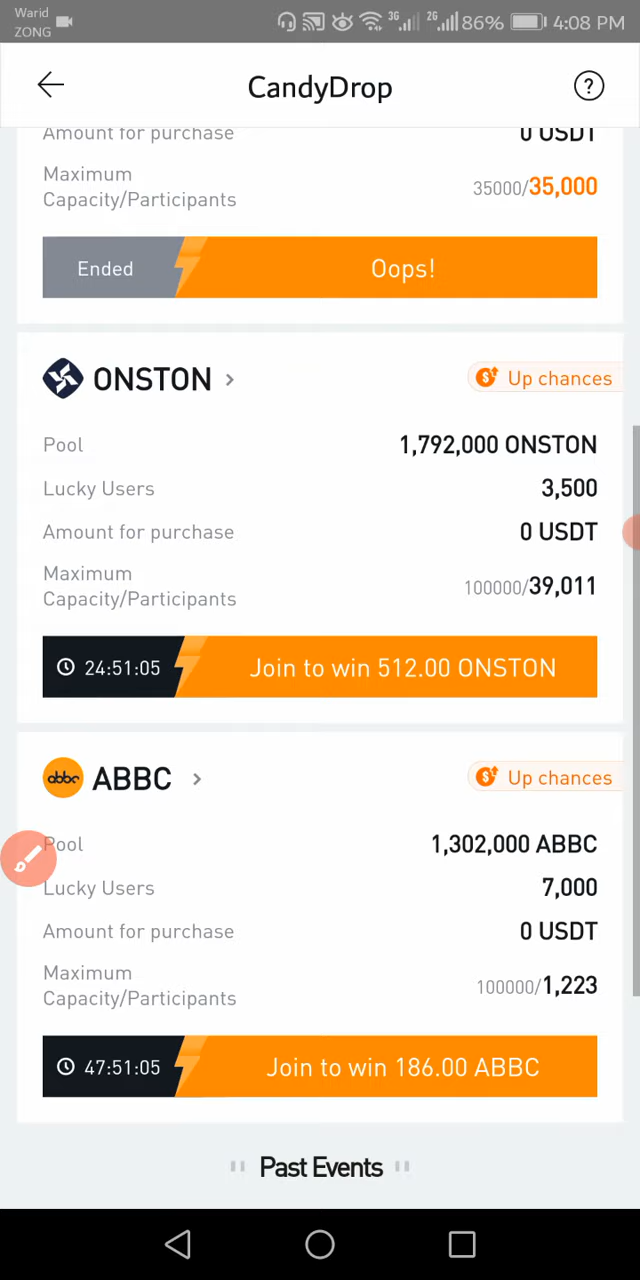 Warid
ZONG
3G
2G
86%
4:08 PM
CandyDrop
?
Amount for purchase
0 USDT
Maximum
Capacity/Participants
35000/35,000
Ended
Oops!
ONSTON
Up chances
Pool
1,792,000 ONSTON
Lucky Users
3,500
Amount for purchase
0 USDT
Maximum
Capacity/Participants
100000/39,011
24:51:05
Join to win 512.00 ONSTON
abbc
ABBC
Up chances
Pool
1,302,000 ABBC
Lucky Users
7,000
Amount for purchase
0 USDT
Maximum
Capacity/Participants
100000/1,223
47:51:05
Join to win 186.00 ABBC
Past Events